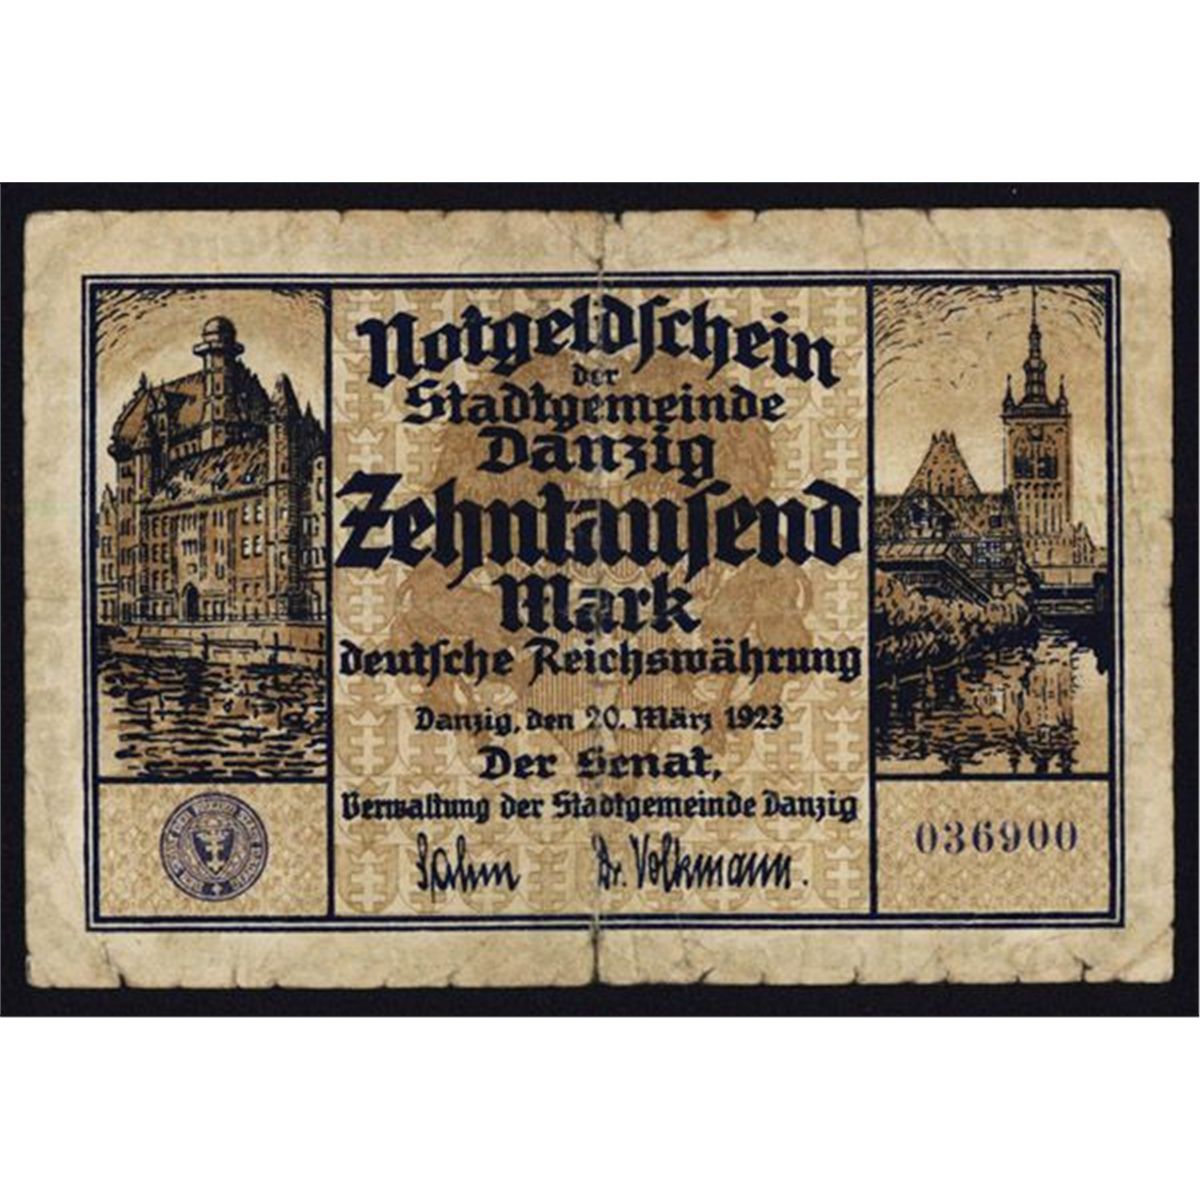 Notgeldschein
der
Stadtgemeinde
Danzig
Zehntausend
Mark
deutsche Reichswährung
Danzig, den 20. März 1923
Der Senat,
Verwaltung der Stadtgemeinde Danzig
Sahm Dr. Volkmann.
036900